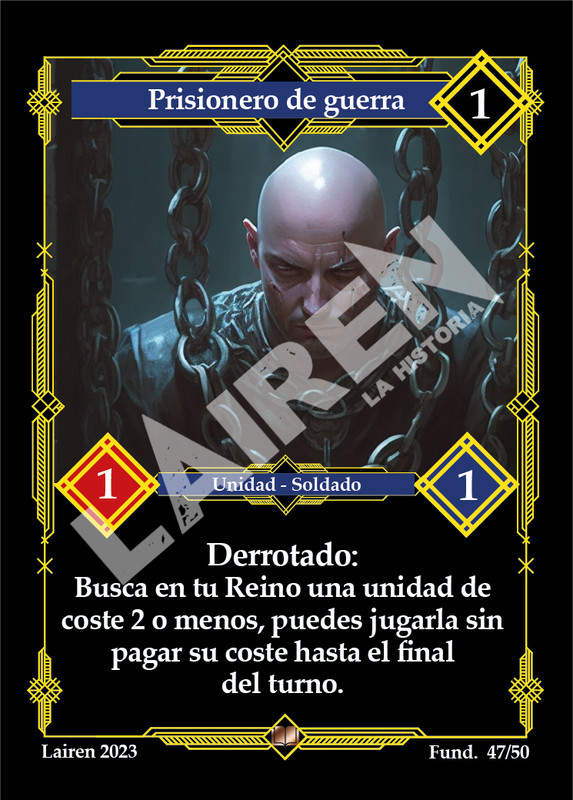 Prisionero de guerra
1
LAIREN
LA HISTORIA
1
Unidad - Soldado
1
Derrotado:
Busca en tu Reino una unidad de
coste 2 o menos, puedes jugarla sin
pagar su coste hasta el final
del turno.
Lairen 2023
Fund. 47/50